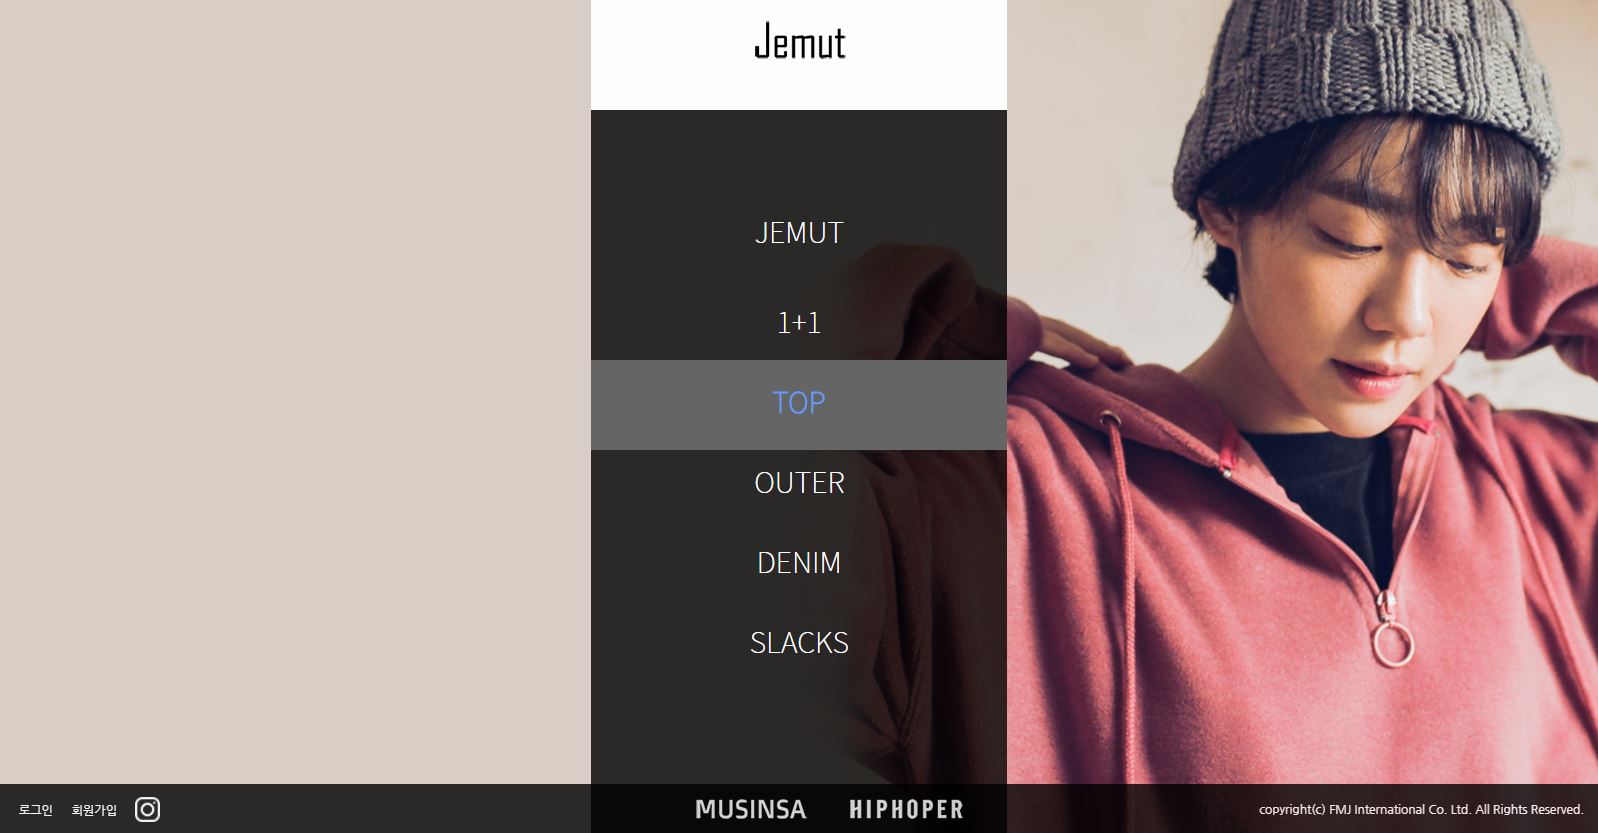 Jemut
JEMUT
1+1
TOP
OUTER
DENIM
SLACKS
로그인 회원가입 MUSINSA HIPHOPER copyright(c) FMJ International Co. Ltd. All Rights Reserved.